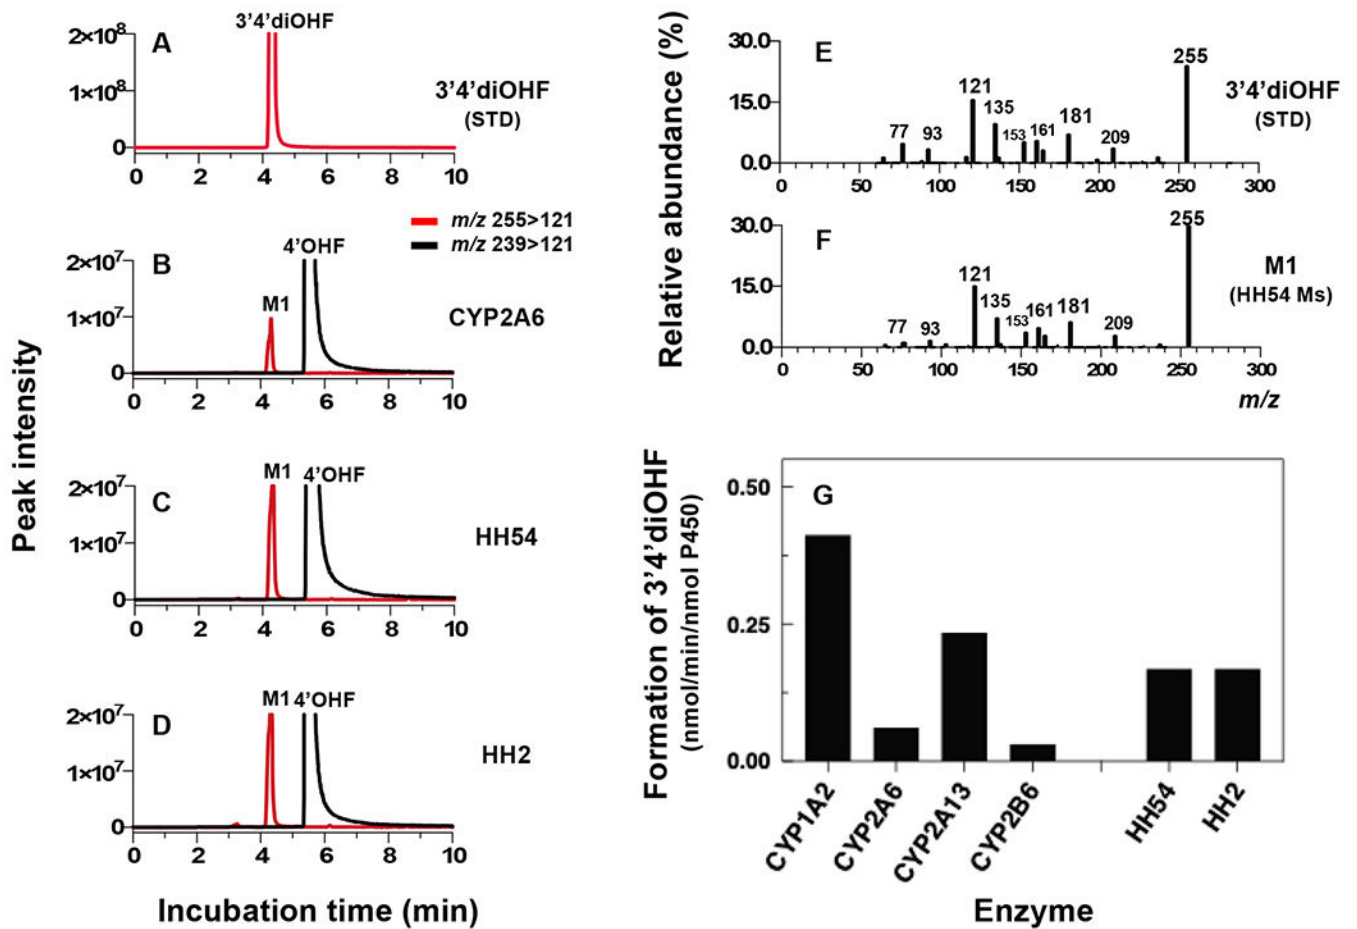 Peak intensity
A
3'4'diOHF
2×10⁸
1×10⁸
0
0 2 4 6 8 10
3'4'diOHF
(STD)
m/z 255>121
m/z 239>121
B
4'OHF
M1
2×10⁷
1×10⁷
0
0 2 4 6 8 10
CYP2A6
C
M1
4'OHF
2×10⁷
1×10⁷
0
0 2 4 6 8 10
HH54
D
M1 4'OHF
2×10⁷
1×10⁷
0
0 2 4 6 8 10
HH2
Incubation time (min)
Relative abundance (%)
E
30.0
15.0
0.0
77 93 121 135 153 161 181 209 255
0 50 100 150 200 250 300
3'4'diOHF
(STD)
F
30.0
15.0
0.0
77 93 121 135 153 161 181 209 255
0 50 100 150 200 250 300
M1
(HH54 Ms)
m/z
Formation of 3'4'diOHF
(nmol/min/nmol P450)
G
0.50
0.25
0.00
CYP1A2
CYP2A6
CYP2A13
CYP2B6
HH54
HH2
Enzyme